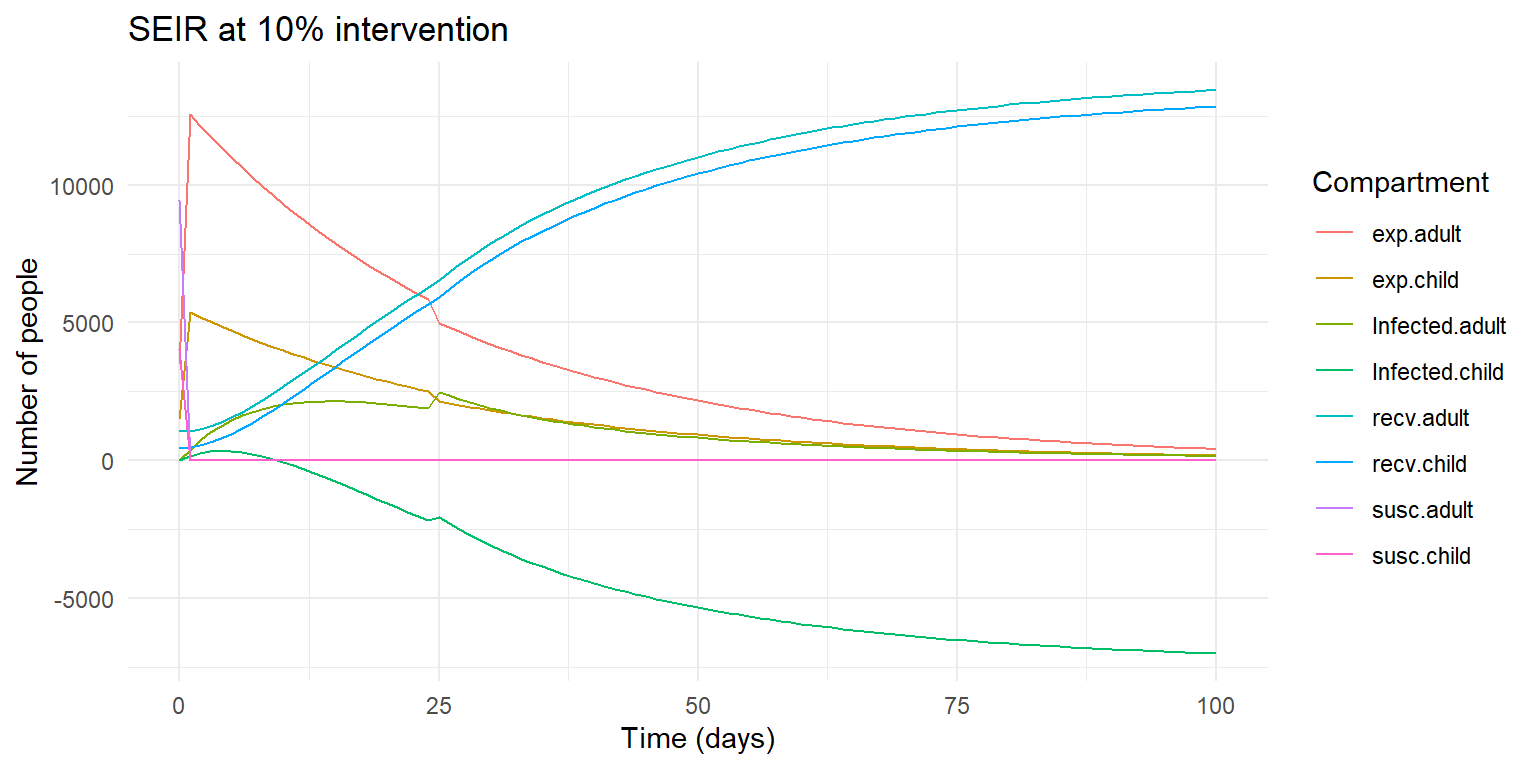 SEIR at 10% intervention
Number of people
10000
5000
0
-5000
0 25 50 75 100
Time (days)
Compartment
exp.adult
exp.child
Infected.adult
Infected.child
recv.adult
recv.child
susc.adult
susc.child